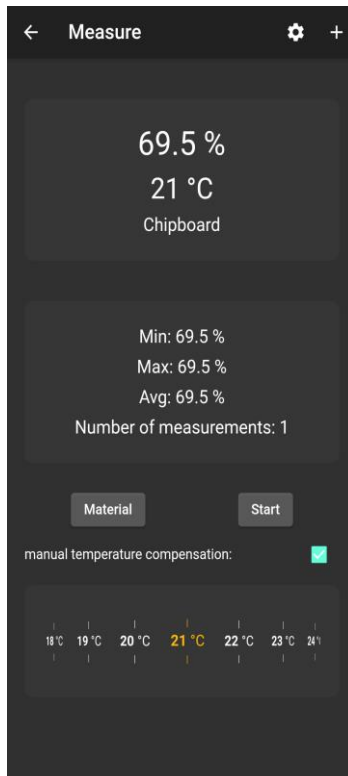 Measure
69.5 %
21 °C
Chipboard
Min: 69.5 %
Max: 69.5 %
Avg: 69.5 %
Number of measurements: 1
Material Start
manual temperature compensation:
18 °C 19 °C 20 °C 21 °C 22 °C 23 °C 24 °